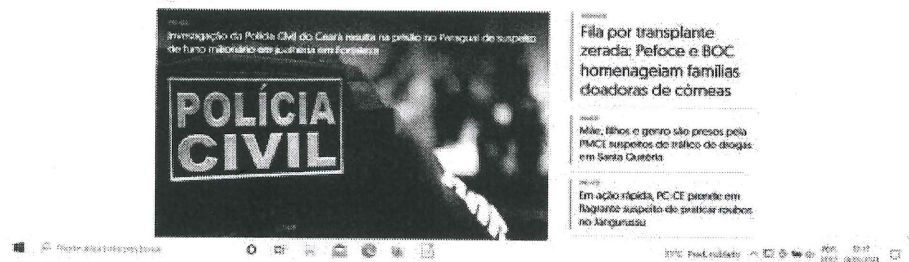 Investigação da Polícia Civil do Ceará resulta na prisão no Paraguai de suspeito
de furto milionário em joalheria em Fortaleza
POLÍCIA
CIVIL
Fila por transplante
zerada: Pefoce e BOC
homenageiam famílias
doadoras de córneas
Mãe, filhos e genro são presos pela
PMCE suspeitos de tráfico de drogas
em Santa Quitéria
Em ação rápida, PC-CE prende em
flagrante suspeito de praticar roubos
no Jangurussu